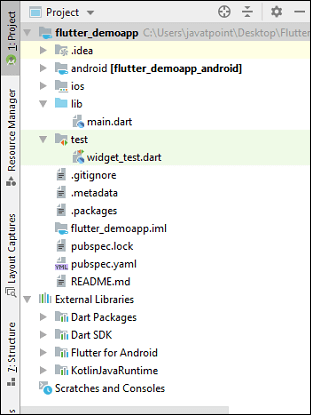 Project
flutter_demoapp C:\Users\javatpoint\Desktop\Flutter
.idea
android [flutter_demoapp_android]
ios
lib
main.dart
test
widget_test.dart
.gitignore
.metadata
.packages
flutter_demoapp.iml
pubspec.lock
YML pubspec.yaml
README.md
External Libraries
Dart Packages
Dart SDK
Flutter for Android
KotlinJavaRuntime
Scratches and Consoles
1: Project
Resource Manager
Layout Captures
Z: Structure